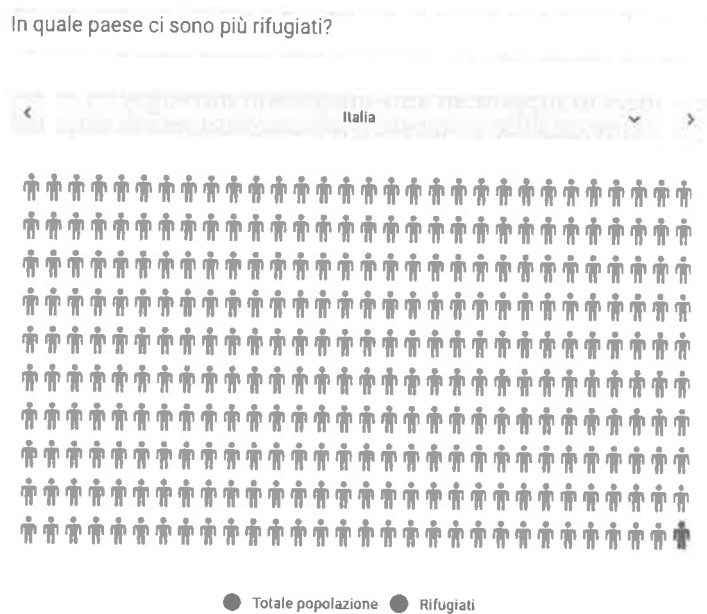 In quale paese ci sono più rifugiati?
Italia
Totale popolazione Rifugiati